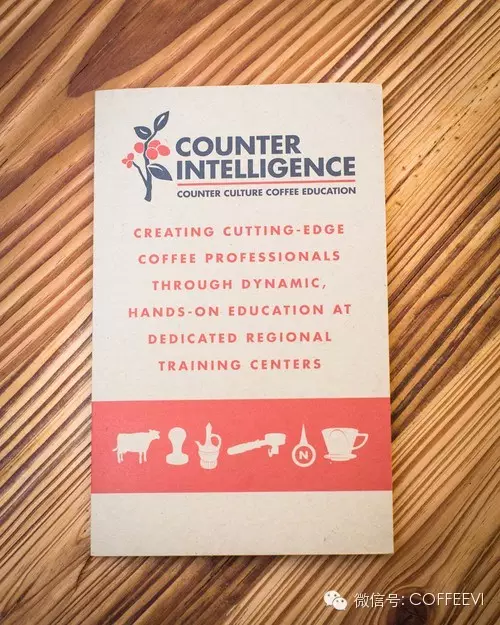 COUNTER
INTELLIGENCE
COUNTER CULTURE COFFEE EDUCATION
CREATING CUTTING-EDGE
COFFEE PROFESSIONALS
THROUGH DYNAMIC,
HANDS-ON EDUCATION AT
DEDICATED REGIONAL
TRAINING CENTERS
N
微信号: COFFEEVI